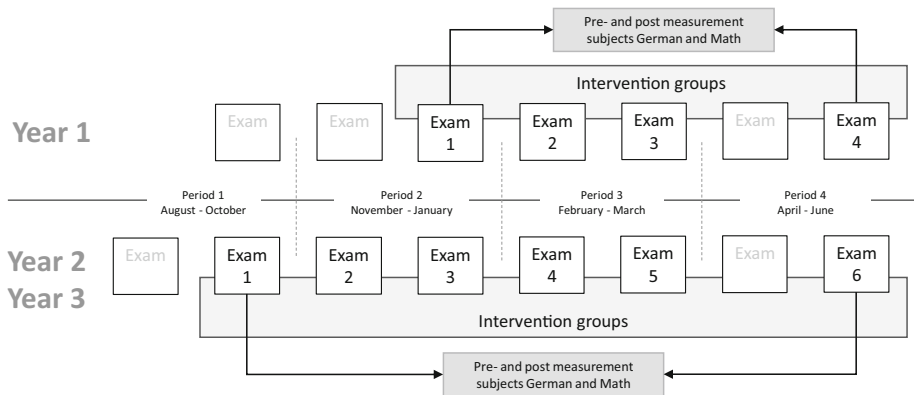 Pre- and post measurement
subjects German and Math
Intervention groups
Year 1
Exam
Exam
Exam
1
Exam
2
Exam
3
Exam
Exam
4
Period 1
August - October
Period 2
November - January
Period 3
February - March
Period 4
April - June
Year 2
Year 3
Exam
Exam
1
Exam
2
Exam
3
Exam
4
Exam
5
Exam
Exam
6
Intervention groups
Pre- and post measurement
subjects German and Math